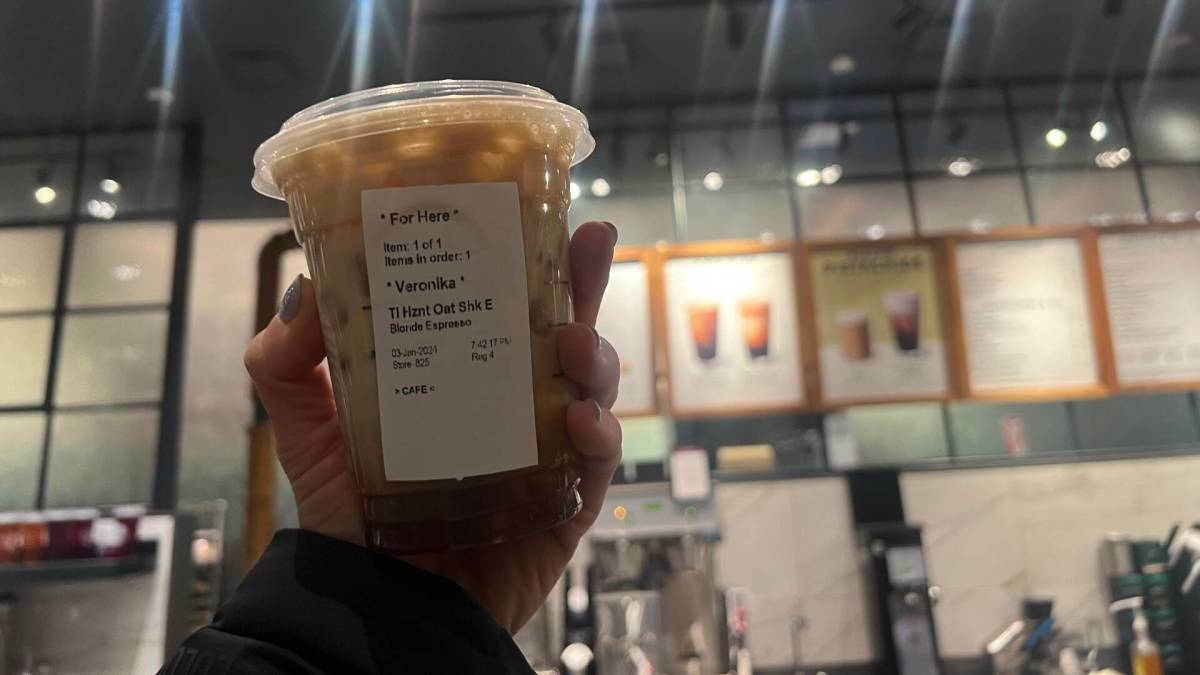 * For Here *
Item: 1 of 1
Items in order: 1
* Veronika *
Tl Hznt Oat Shk E
Blonde Espresso
03-Jan-2024 7:42:17 PM
Store 825 Reg 4
> CAFE <